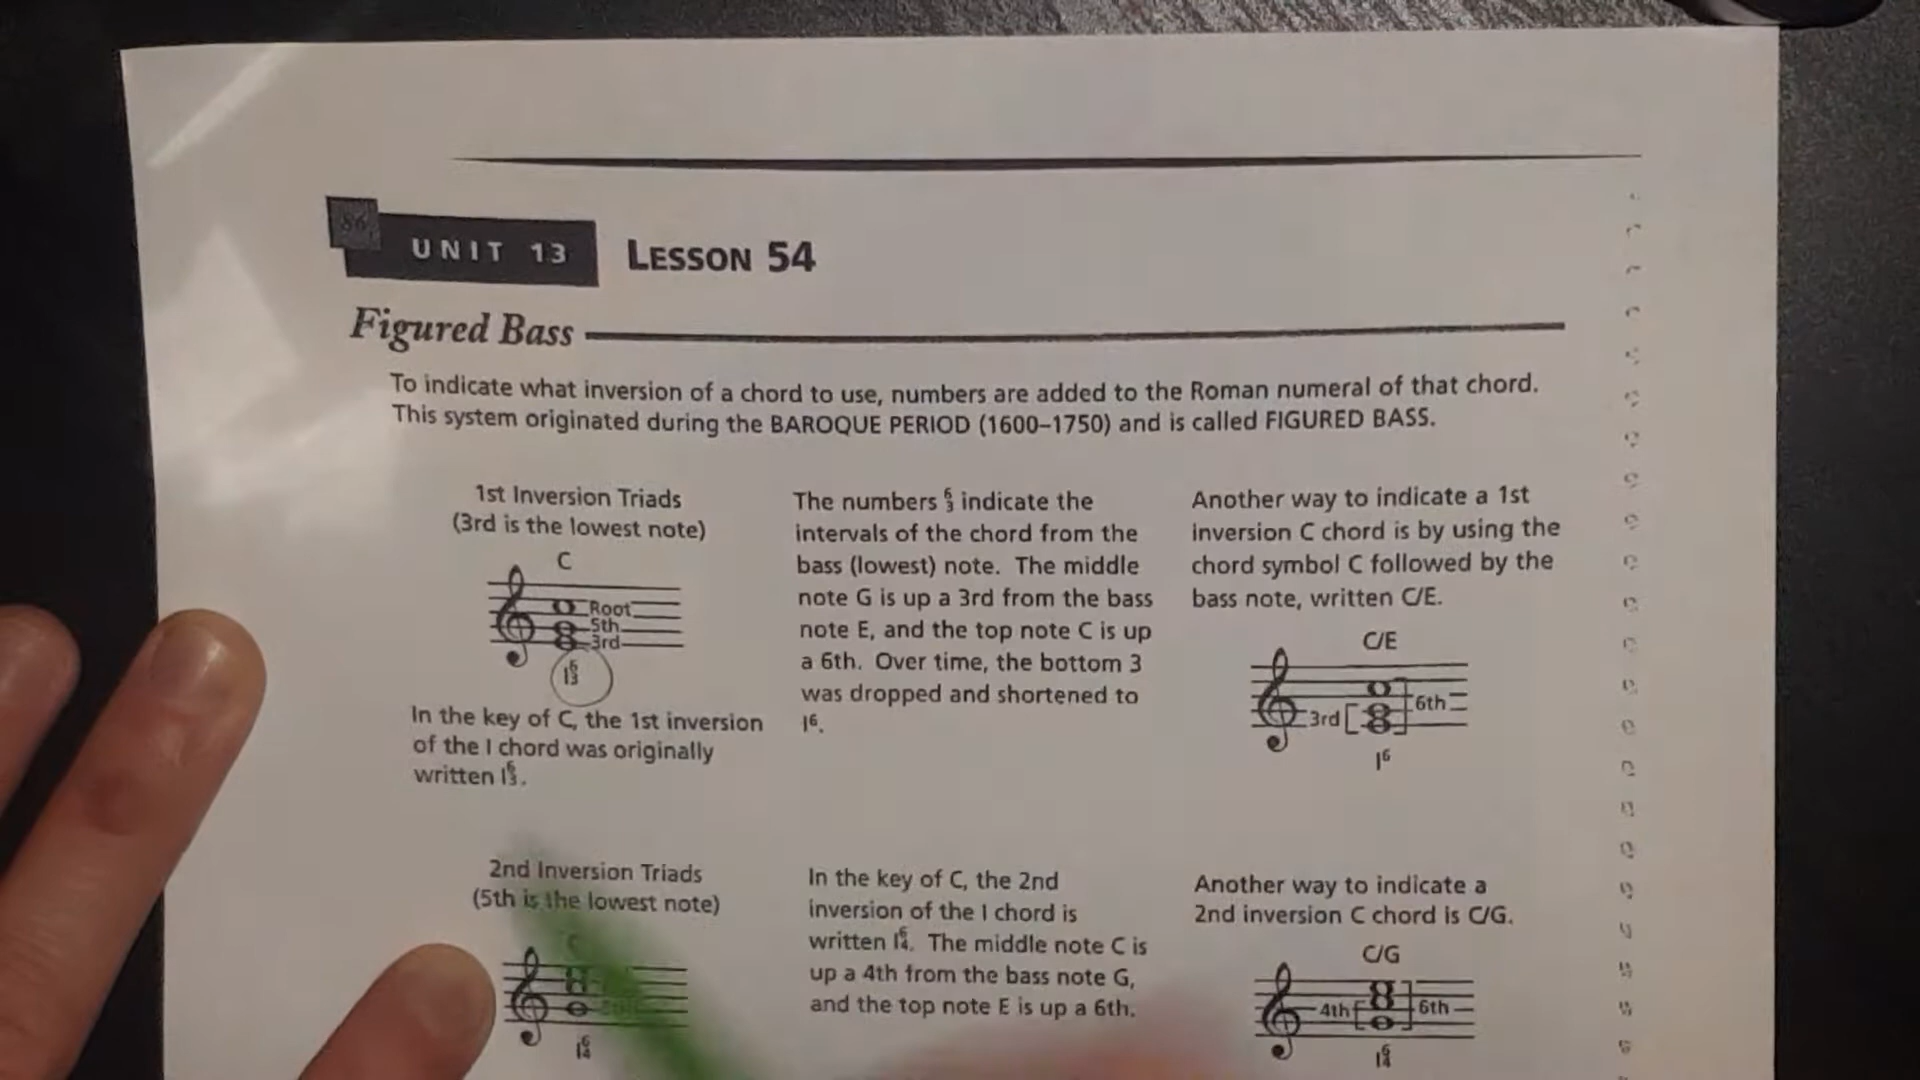 86
UNIT 13
LESSON 54
Figured Bass
To indicate what inversion of a chord to use, numbers are added to the Roman numeral of that chord.
This system originated during the BAROQUE PERIOD (1600–1750) and is called FIGURED BASS.
1st Inversion Triads
(3rd is the lowest note)
C
Root
5th
3rd
I63
In the key of C, the 1st inversion
of the I chord was originally
written I63.
The numbers 63 indicate the
intervals of the chord from the
bass (lowest) note. The middle
note G is up a 3rd from the bass
note E, and the top note C is up
a 6th. Over time, the bottom 3
was dropped and shortened to
I6.
Another way to indicate a 1st
inversion C chord is by using the
chord symbol C followed by the
bass note, written C/E.
C/E
3rd
6th
I6
2nd Inversion Triads
(5th is the lowest note)
C
I64
In the key of C, the 2nd
inversion of the I chord is
written I64. The middle note C is
up a 4th from the bass note G,
and the top note E is up a 6th.
Another way to indicate a
2nd inversion C chord is C/G.
C/G
4th
6th
I64